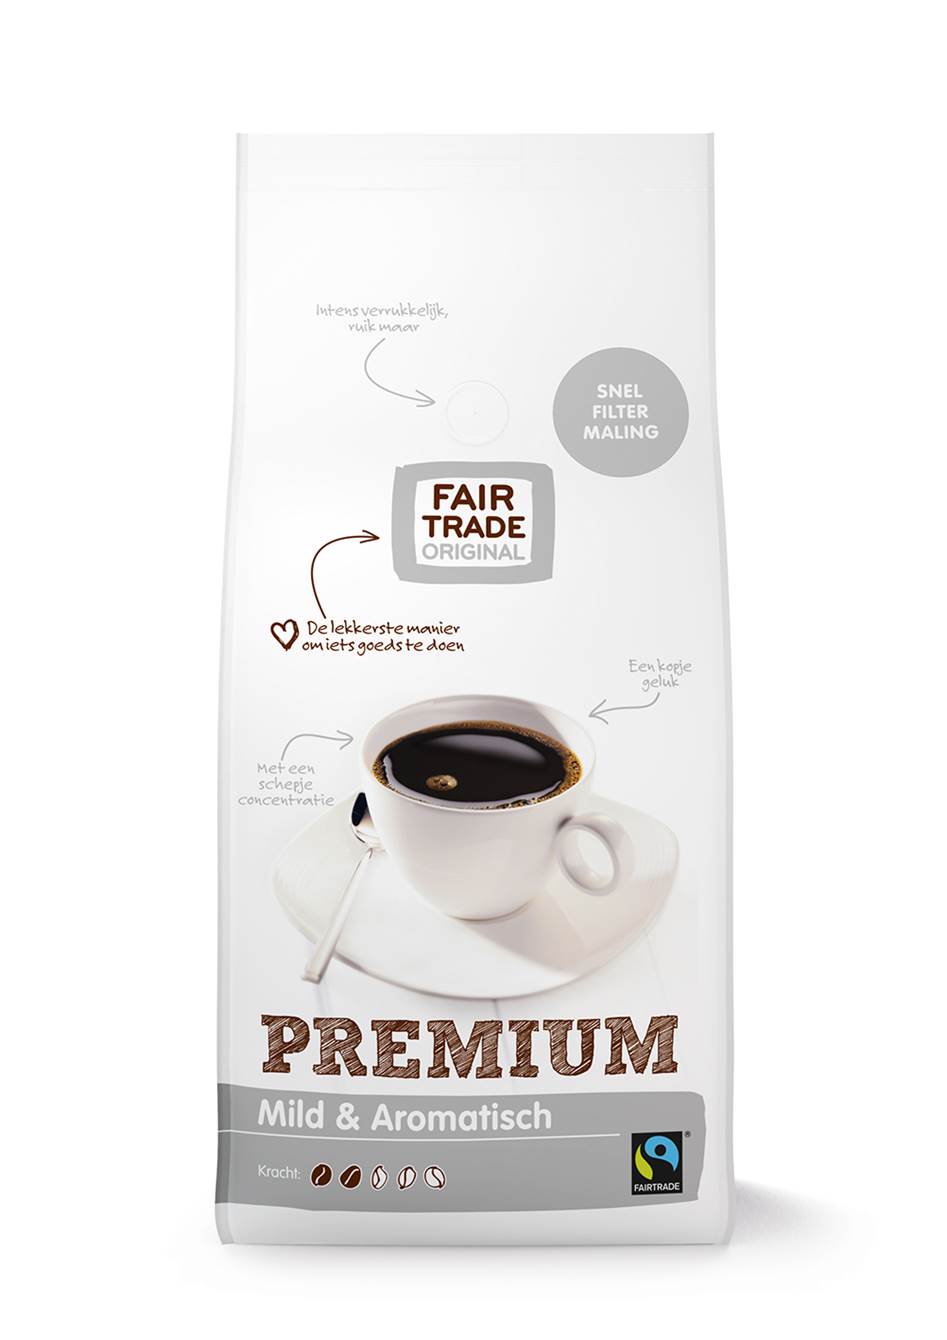 Intens verrukkelijk,
ruik maar
SNEL
FILTER
MALING
FAIR
TRADE
ORIGINAL
De lekkerste manier
om iets goeds te doen
Een kopje
geluk
Met een
schepje
concentratie
PREMIUM
Mild & Aromatisch
Kracht:
FAIRTRADE
®